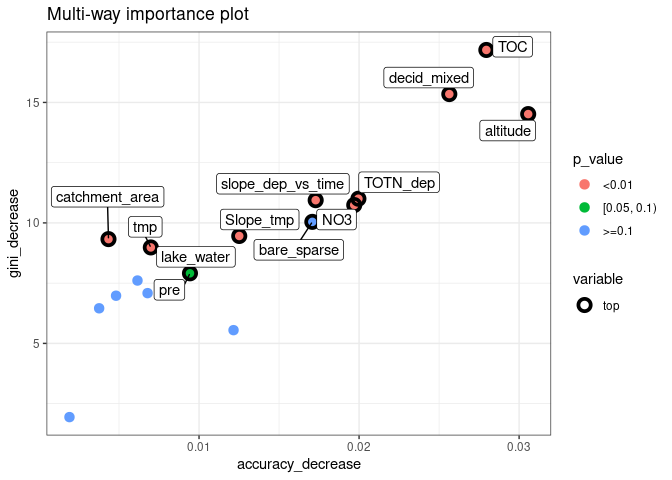 Multi-way importance plot
TOC
decid_mixed
15
altitude
p_value
<0.01
slope_dep_vs_time
TOTN_dep
catchment_area
[0.05, 0.1)
Slope_tmp
NO3
tmp
>=0.1
10
bare_sparse
lake_water
gini_decrease
pre
variable
top
5
0.01
0.02
0.03
accuracy_decrease